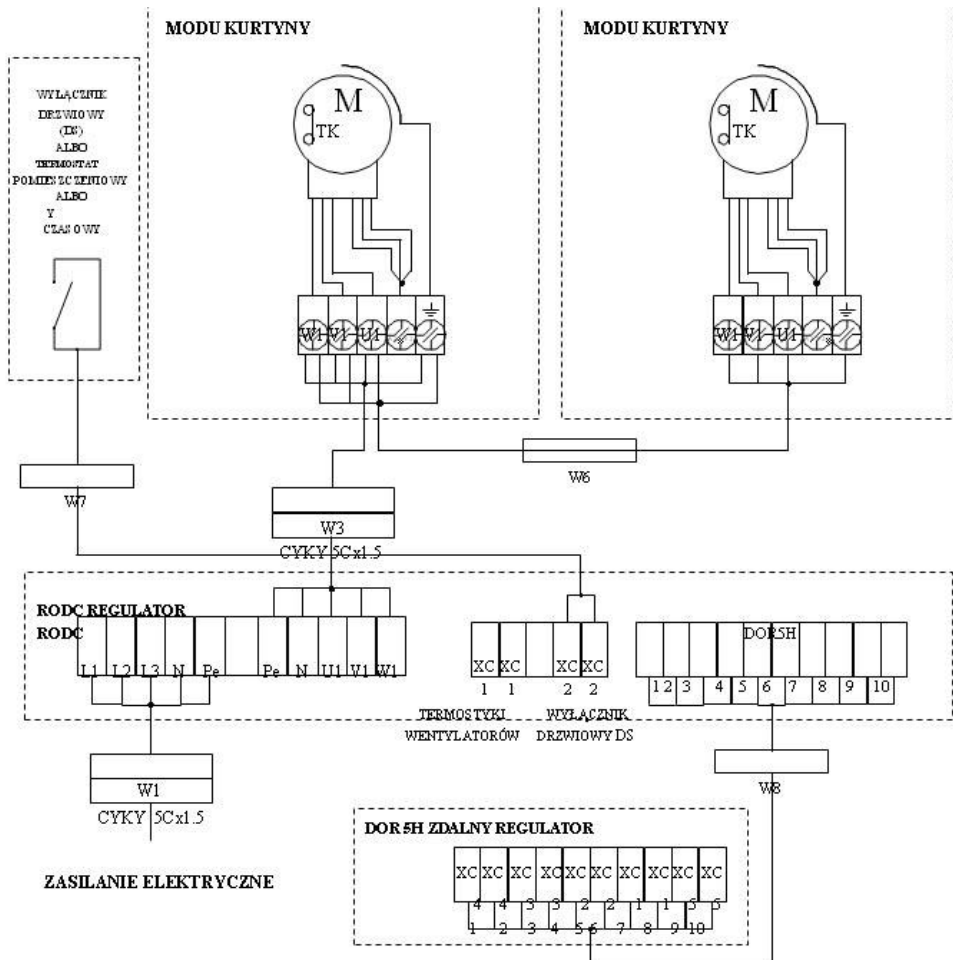 MODU KURTYNY
MODU KURTYNY
WYŁĄCZNIK
DRZWIOWY
(DS)
ALBO
TERMOSTAT
POMIESZCZENIOWY
ALBO
Y
CZASOWY
M
TK
M
TK
W1 V1 U1
W1 V1 U1
W7
W3
CYKY 5Cx1.5
W6
RODC REGULATOR
RODC
L1 L2 L3 N Pe Pe N U1 V1 W1
XC XC XC XC
1 1 2 2
TERMOSTYKI
WENTYLATORÓW
WYŁĄCZNIK
DRZWIOWY DS
DOR5H
1 2 3 4 5 6 7 8 9 10
W1
CYKY 5Cx1.5
ZASILANIE ELEKTRYCZNE
W8
DOR 5H ZDALNY REGULATOR
XC XC XC XC XC XC XC XC XC XC
4 4 3 3 2 2 1 1 5 5
1 2 3 4 5 6 7 8 9 10